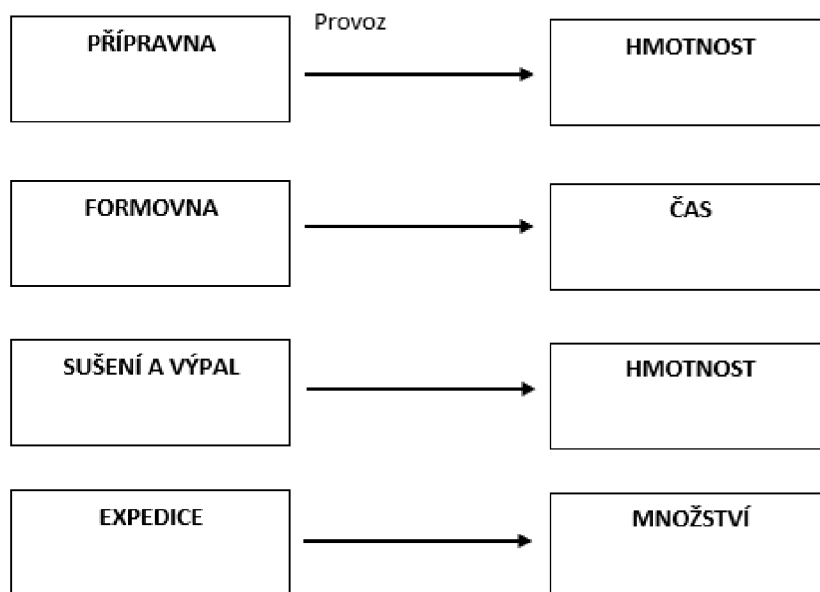 Provoz
PŘÍPRAVNA
HMOTNOST
FORMOVNA
ČAS
SUŠENÍ A VÝPAL
HMOTNOST
EXPEDICE
MNOŽSTVÍ